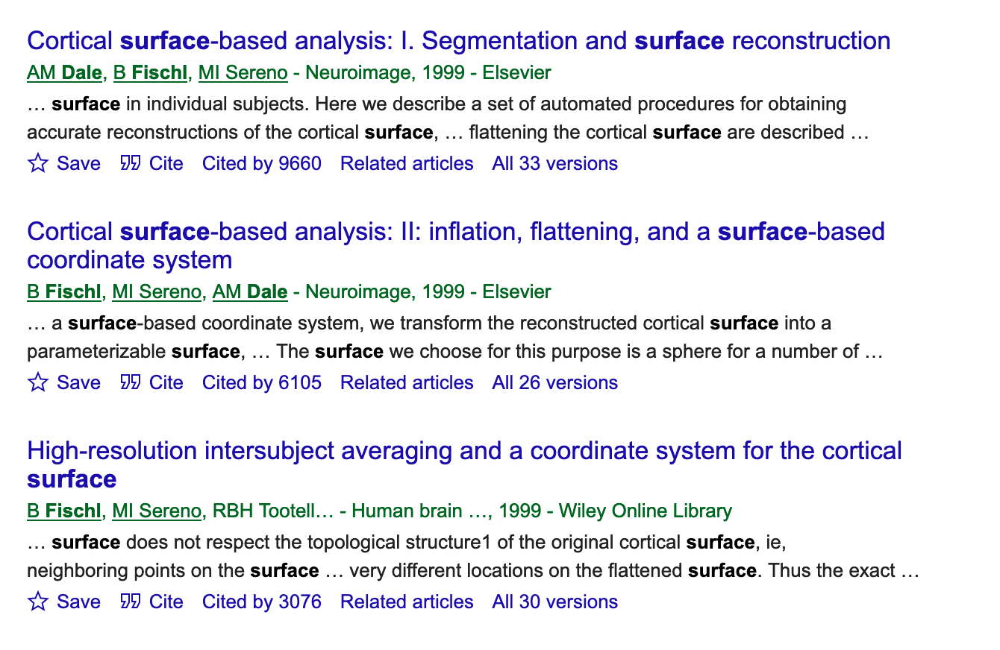 Cortical surface-based analysis: I. Segmentation and surface reconstruction
AM Dale, B Fischl, MI Sereno - Neuroimage, 1999 - Elsevier
… surface in individual subjects. Here we describe a set of automated procedures for obtaining
accurate reconstructions of the cortical surface, … flattening the cortical surface are described …
Save Cite Cited by 9660 Related articles All 33 versions
Cortical surface-based analysis: II: inflation, flattening, and a surface-based
coordinate system
B Fischl, MI Sereno, AM Dale - Neuroimage, 1999 - Elsevier
… a surface-based coordinate system, we transform the reconstructed cortical surface into a
parameterizable surface, … The surface we choose for this purpose is a sphere for a number of …
Save Cite Cited by 6105 Related articles All 26 versions
High-resolution intersubject averaging and a coordinate system for the cortical
surface
B Fischl, MI Sereno, RBH Tootell… - Human brain …, 1999 - Wiley Online Library
… surface does not respect the topological structure1 of the original cortical surface, ie,
neighboring points on the surface … very different locations on the flattened surface. Thus the exact …
Save Cite Cited by 3076 Related articles All 30 versions